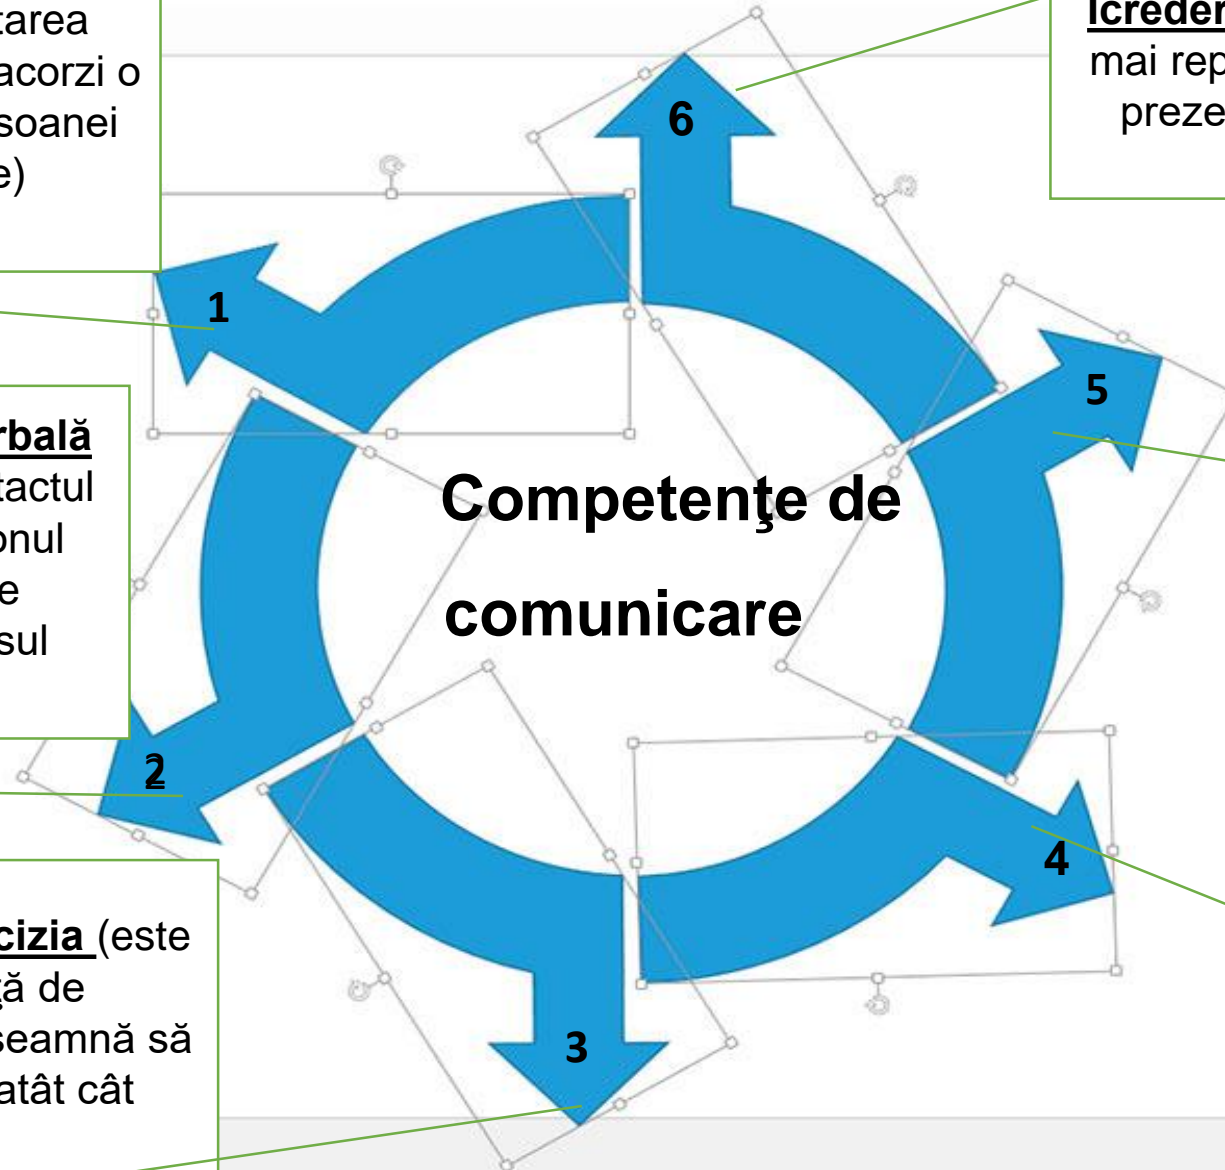 tarea
acorzi o
soanei
e)
Icreder
mai rep
preze
6
1
5
rbală
tactul
onul
e
sul
Competenţe de
comunicare
2
4
cizia (este
ţă de
seamnă să
atât cât
3